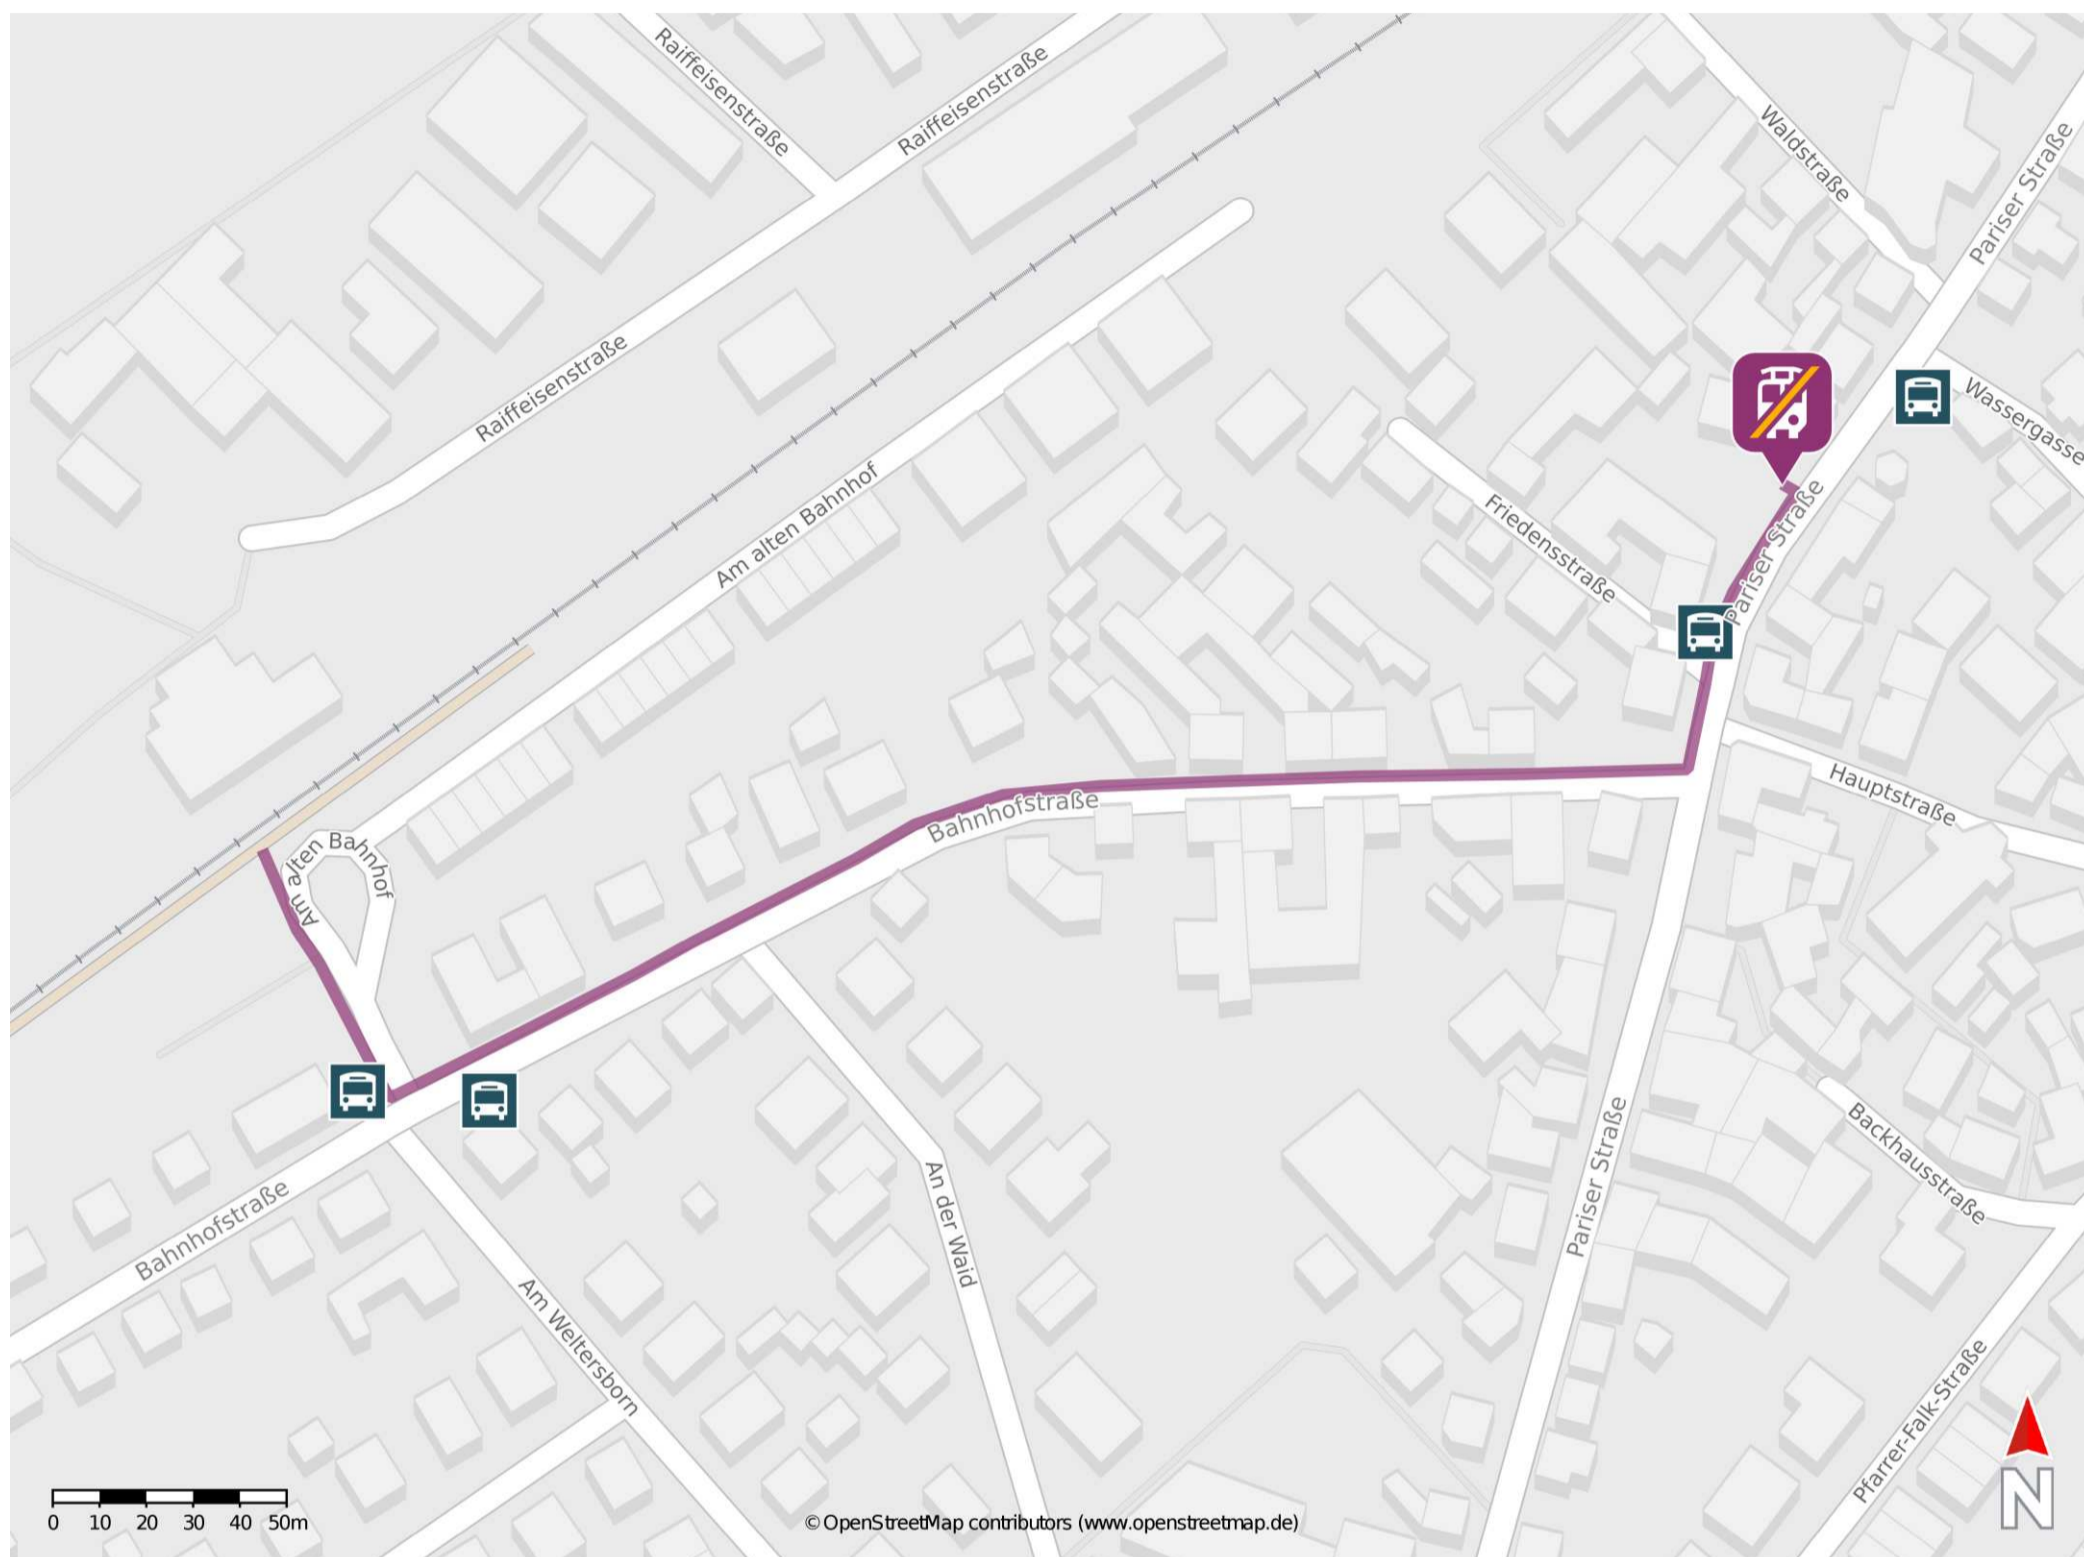 Raiffeisenstraße
Raiffeisenstraße
Waldstraße
Pariser Straße
Raiffeisenstraße
Wassergasse
Am alten Bahnhof
Friedensstraße
Pariser Straße
Hauptstraße
Bahnhofstraße
Am alten Bahnhof
Backhausstraße
Pariser Straße
An der Waid
Bahnhofstraße
Am Weltersborn
Pfarrer-Falk-Straße
N
0 10 20 30 40 50m
© OpenStreetMap contributors (www.openstreetmap.de)